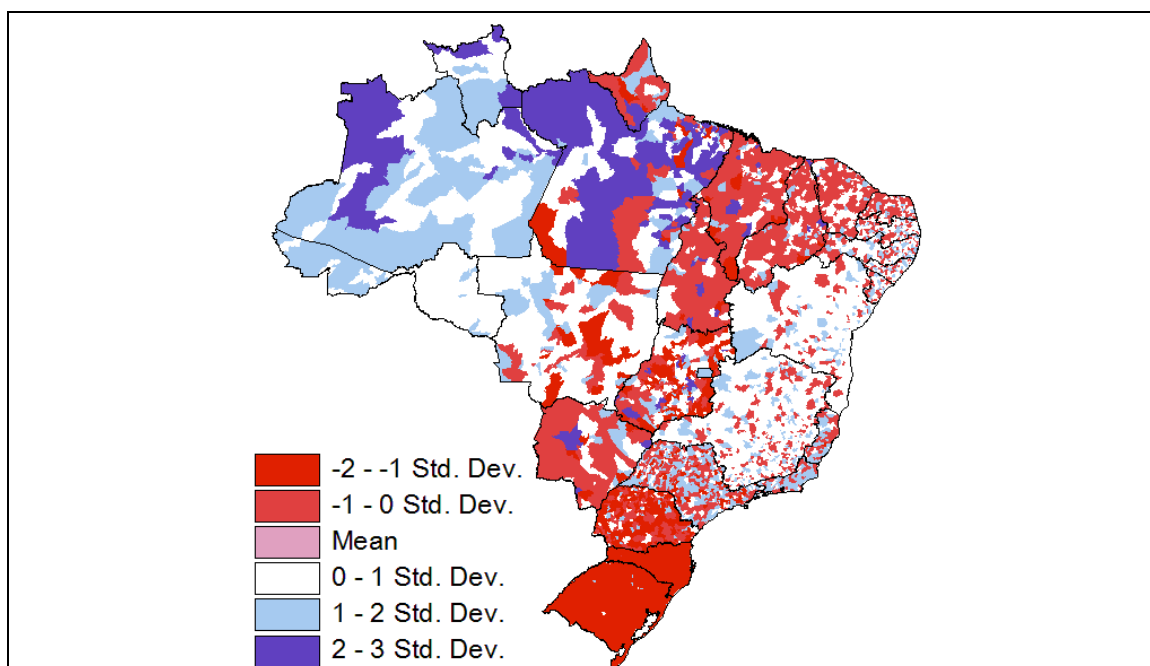 -2 - -1 Std. Dev.
-1 - 0 Std. Dev.
Mean
0 - 1 Std. Dev.
1 - 2 Std. Dev.
2 - 3 Std. Dev.